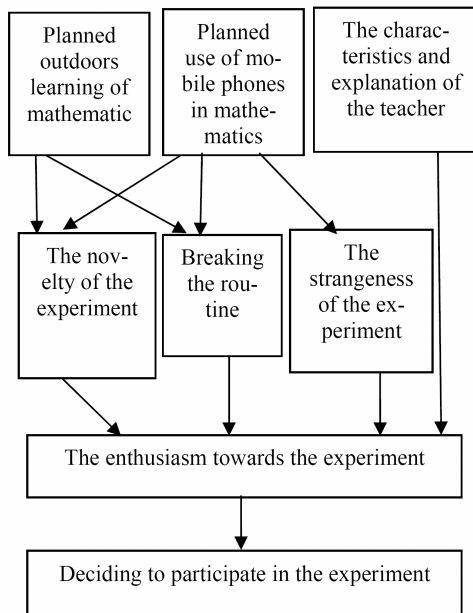 Planned
outdoors
learning of
mathematic
Planned
use of mo-
bile phones
in mathe-
matics
The charac-
teristics and
explanation of
the teacher
The nov-
elty of the
experiment
Breaking
the rou-
tine
The
strangeness
of the ex-
periment
The enthusiasm towards the experiment
Deciding to participate in the experiment